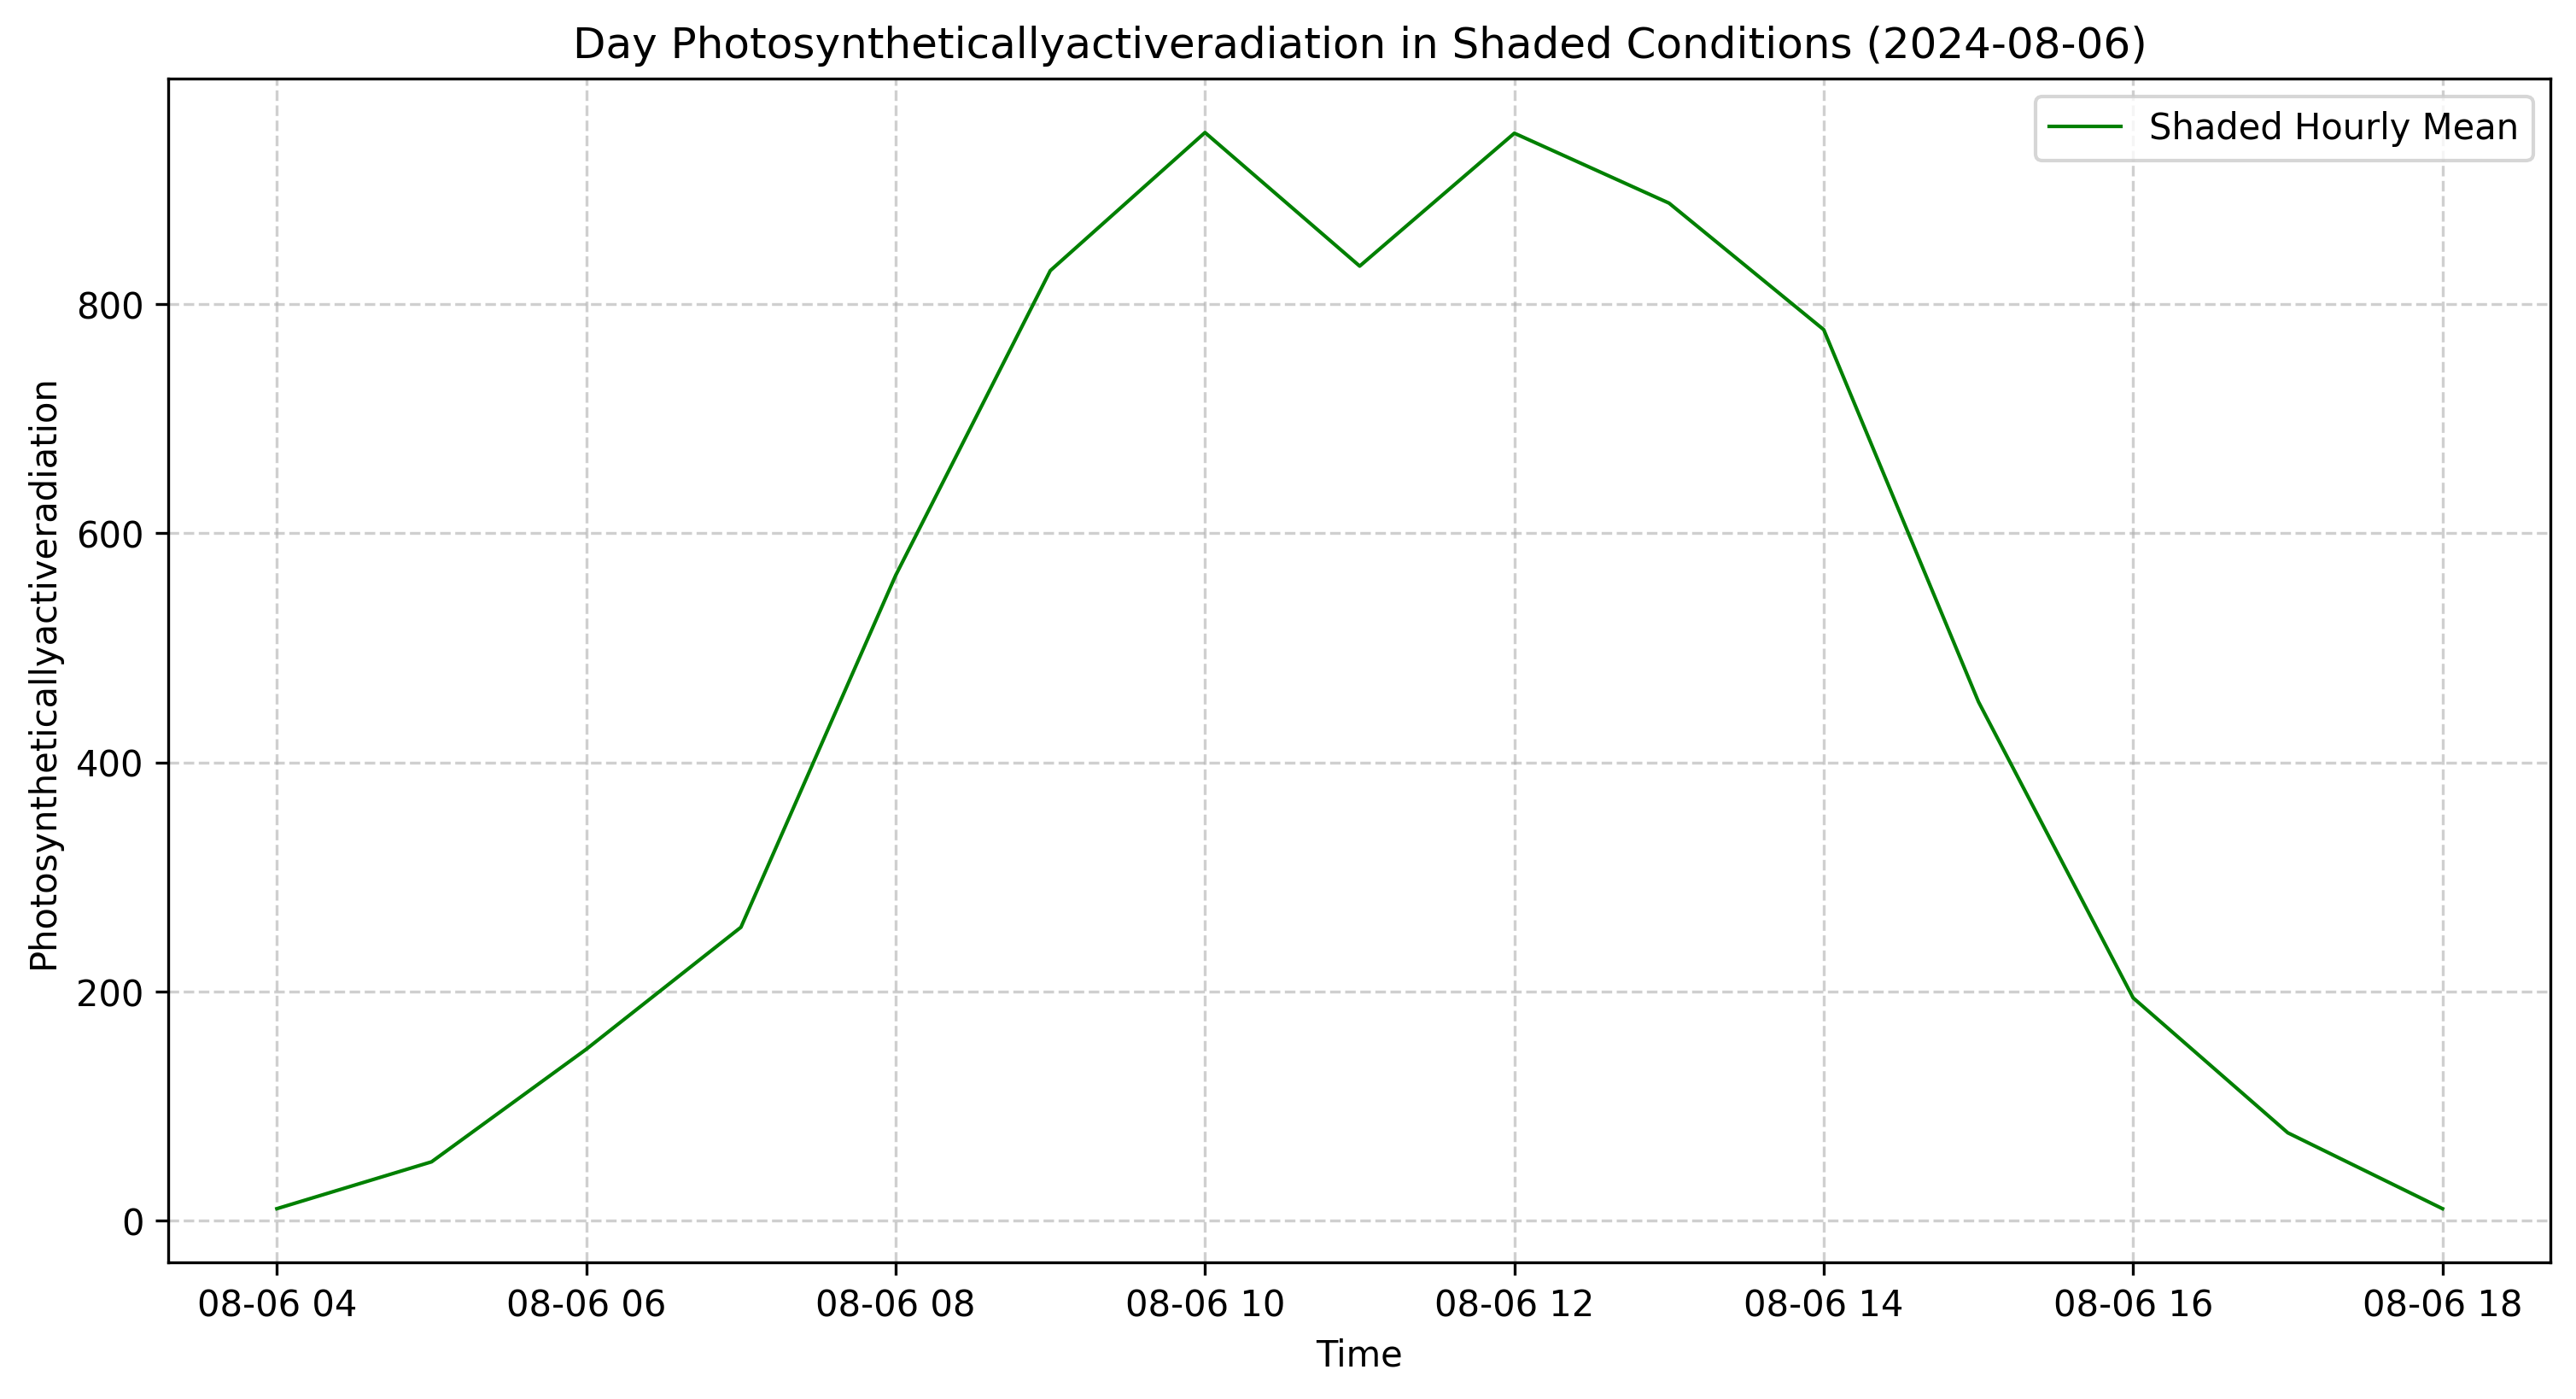 Day Photosyntheticallyactiveradiation in Shaded Conditions (2024-08-06)
Shaded Hourly Mean
Photosyntheticallyactiveradiation
800
600
400
200
0
08-06 04 08-06 06 08-06 08 08-06 10 08-06 12 08-06 14 08-06 16 08-06 18
Time